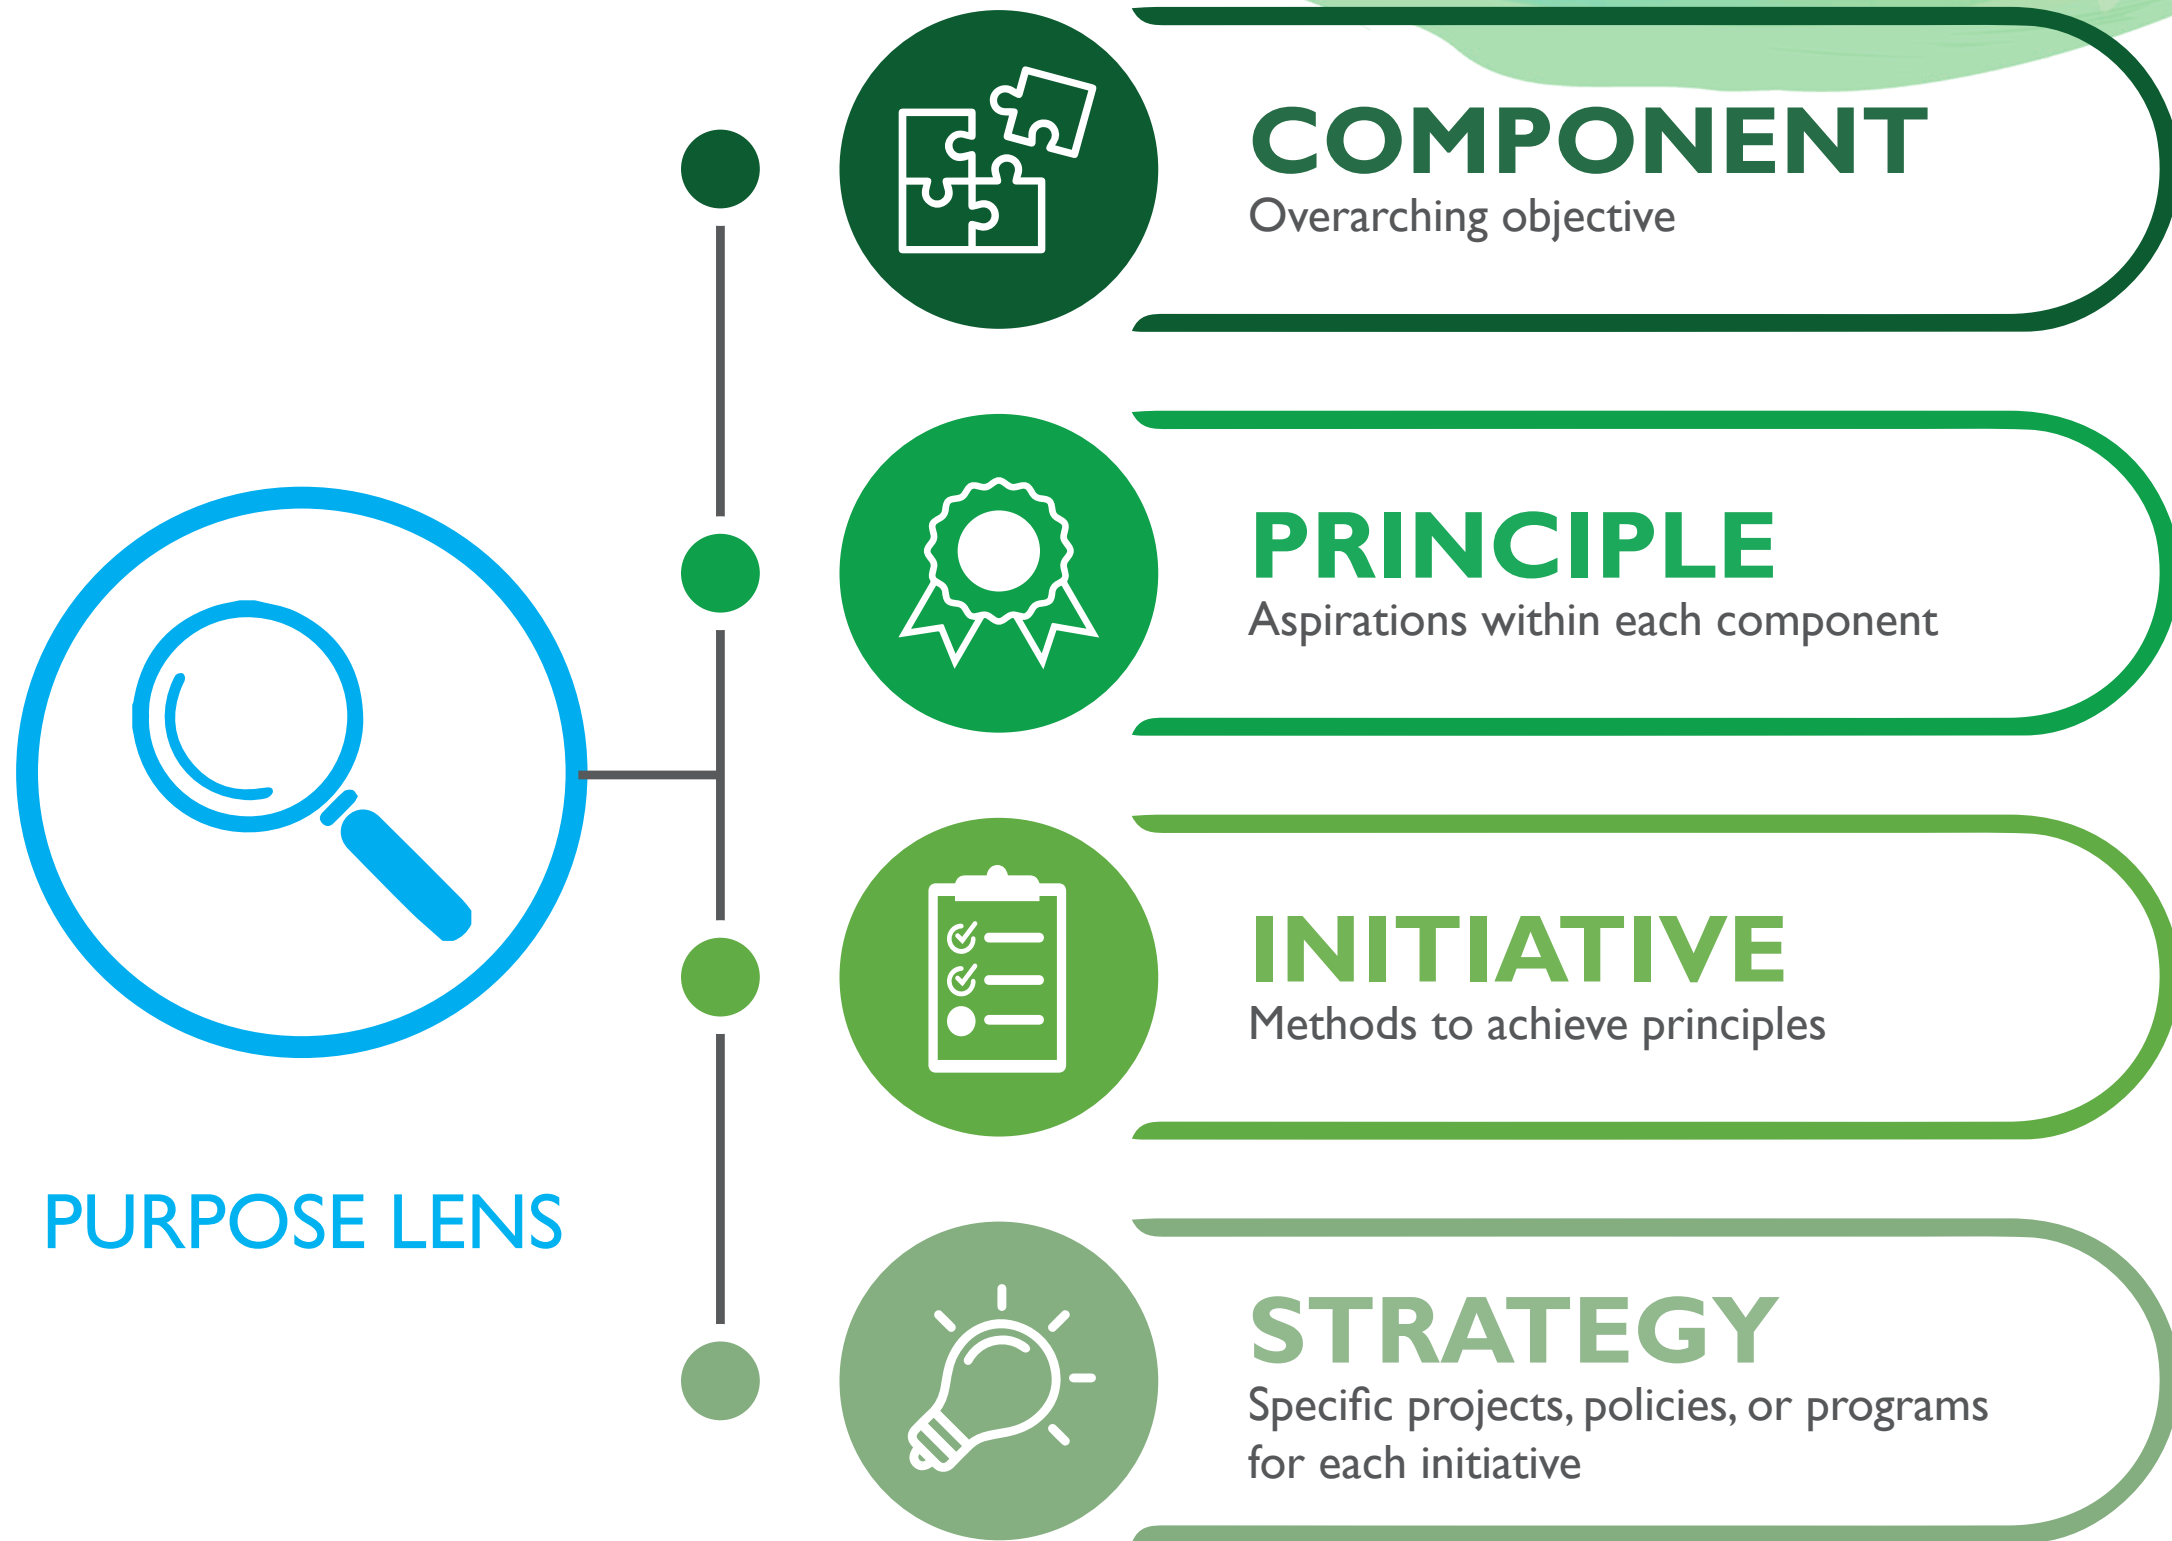 COMPONENT
Overarching objective
PRINCIPLE
Aspirations within each component
INITIATIVE
Methods to achieve principles
PURPOSE LENS
STRATEGY
Specific projects, policies, or programs
for each initiative